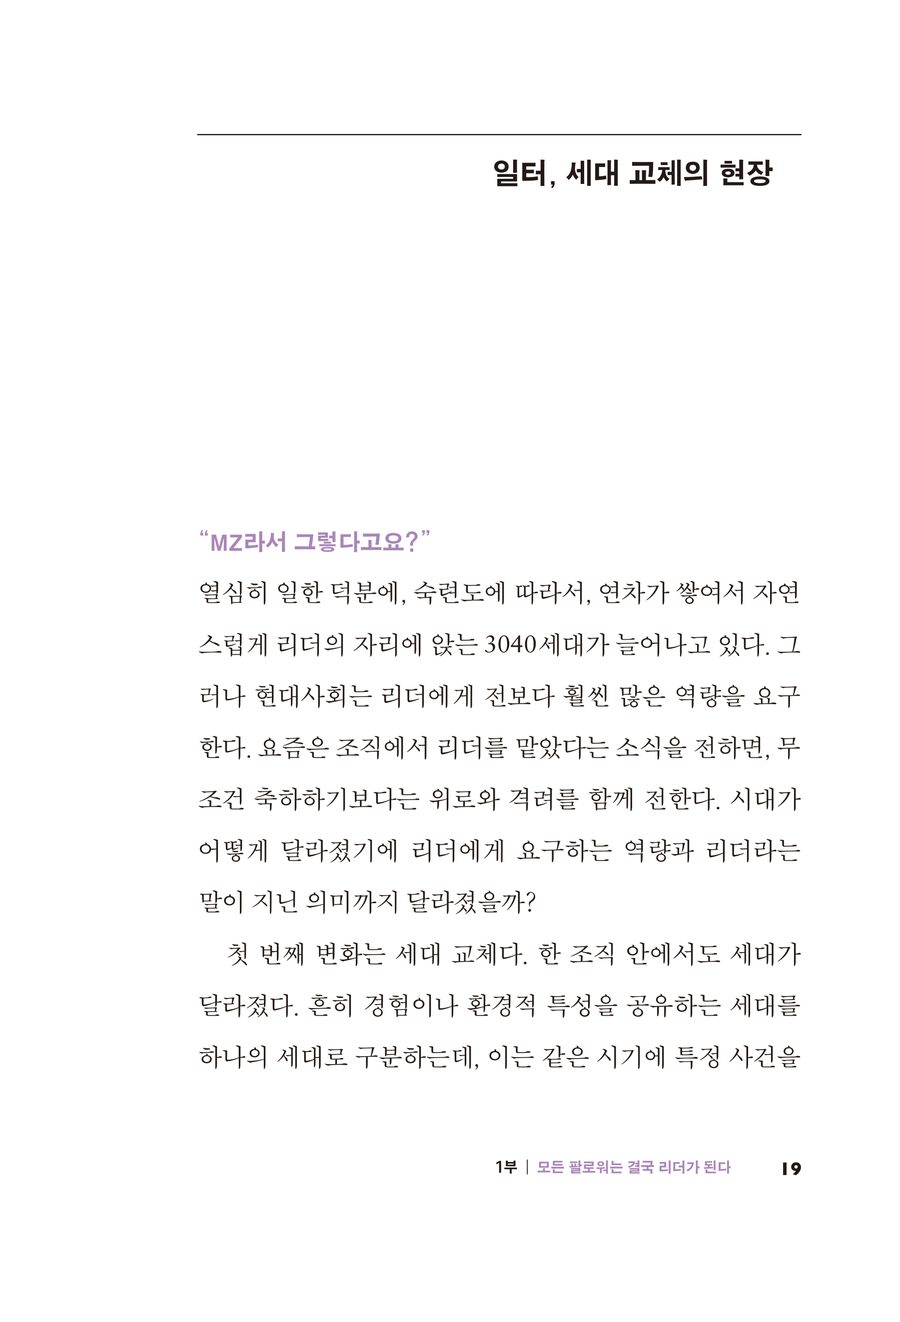 일터, 세대 교체의 현장
“MZ라서 그렇다고요?”
열심히 일한 덕분에, 숙련도에 따라서, 연차가 쌓여서 자연
스럽게 리더의 자리에 앉는 3040세대가 늘어나고 있다. 그
러나 현대사회는 리더에게 전보다 훨씬 많은 역량을 요구
한다. 요즘은 조직에서 리더를 맡았다는 소식을 전하면, 무
조건 축하하기보다는 위로와 격려를 함께 전한다. 시대가
어떻게 달라졌기에 리더에게 요구하는 역량과 리더라는
말이 지닌 의미까지 달라졌을까?
첫 번째 변화는 세대 교체다. 한 조직 안에서도 세대가
달라졌다. 흔히 경험이나 환경적 특성을 공유하는 세대를
하나의 세대로 구분하는데, 이는 같은 시기에 특정 사건을
1부 | 모든 팔로워는 결국 리더가 된다 19